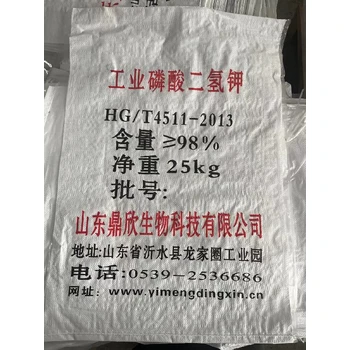 工业磷酸二氢钾
HG/T4511-2013
含量≥98%
净重25kg
批号:
山东鼎欣生物科技有限公司
地址:山东省沂水县龙家圈工业园
电话:0539-2536686
网址: www.yimengdingxin.cn